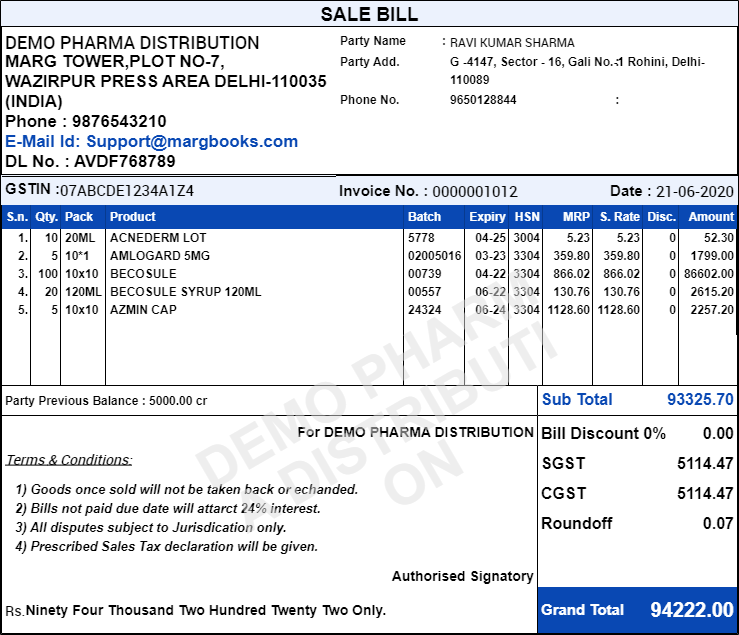 SALE BILL
DEMO PHARMA DISTRIBUTION
MARG TOWER,PLOT NO-7,
WAZIRPUR PRESS AREA DELHI-110035
(INDIA)
Phone : 9876543210
E-Mail Id: Support@margbooks.com
DL No. : AVDF768789
Party Name : RAVI KUMAR SHARMA
Party Add. G -4147, Sector - 16, Gali No.-1 Rohini, Delhi-
110089
Phone No. 9650128844 :
GSTIN :07ABCDE1234A1Z4 Invoice No. : 0000001012 Date : 21-06-2020
S.n. Qty. Pack Product Batch Expiry HSN MRP S. Rate Disc. Amount
1. 10 20ML ACNEDERM LOT 5778 04-25 3004 5.23 5.23 0 52.30
2. 5 10*1 AMLOGARD 5MG 02005016 03-23 3304 359.80 359.80 0 1799.00
3. 100 10x10 BECOSULE 00739 04-22 3304 866.02 866.02 0 86602.00
4. 20 120ML BECOSULE SYRUP 120ML 00557 06-22 3304 130.76 130.76 0 2615.20
5. 5 10x10 AZMIN CAP 24324 06-24 3304 1128.60 1128.60 0 2257.20
DEMO PHARM
A DISTRIBUTI
ON
Party Previous Balance : 5000.00 cr
Sub Total 93325.70
For DEMO PHARMA DISTRIBUTION
Bill Discount 0% 0.00
SGST 5114.47
CGST 5114.47
Roundoff 0.07
Terms & Conditions:
1) Goods once sold will not be taken back or echanded.
2) Bills not paid due date will attarct 24% interest.
3) All disputes subject to Jurisdication only.
4) Prescribed Sales Tax declaration will be given.
Authorised Signatory
Rs.Ninety Four Thousand Two Hundred Twenty Two Only.
Grand Total 94222.00